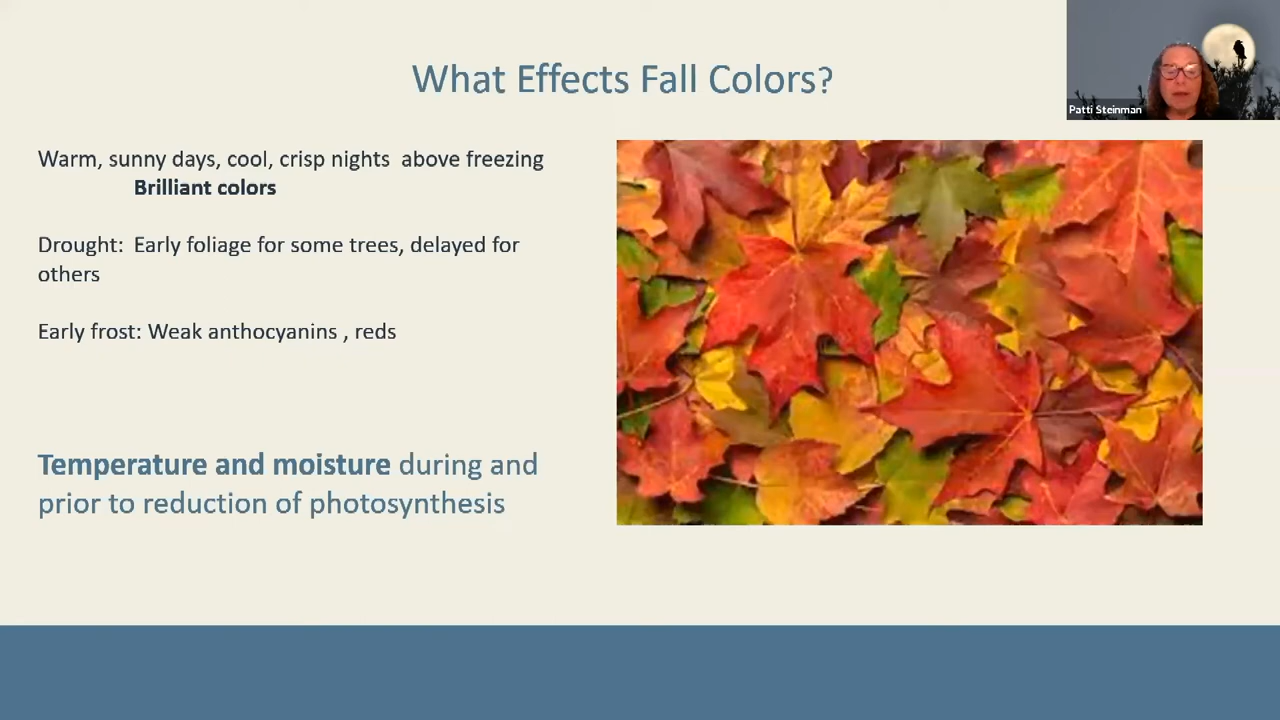 What Effects Fall Colors?
Patti Steinman
Warm, sunny days, cool, crisp nights  above freezing
Brilliant colors
Drought:  Early foliage for some trees, delayed for
others
Early frost: Weak anthocyanins , reds
Temperature and moisture during and
prior to reduction of photosynthesis